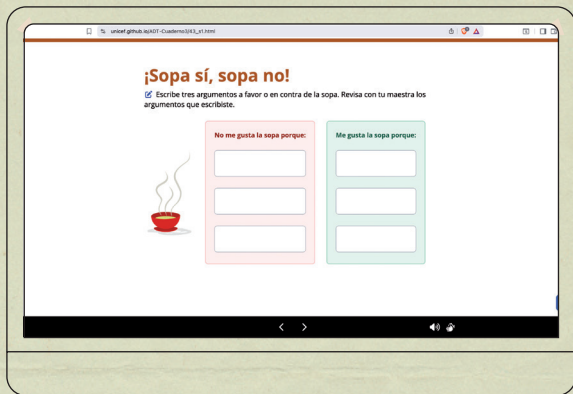 unicef.github.io/ADT-Cuaderno3/43_s1.html
¡Sopa sí, sopa no!
Escribe tres argumentos a favor o en contra de la sopa. Revisa con tu maestra los
argumentos que escribiste.
No me gusta la sopa porque:
Me gusta la sopa porque: